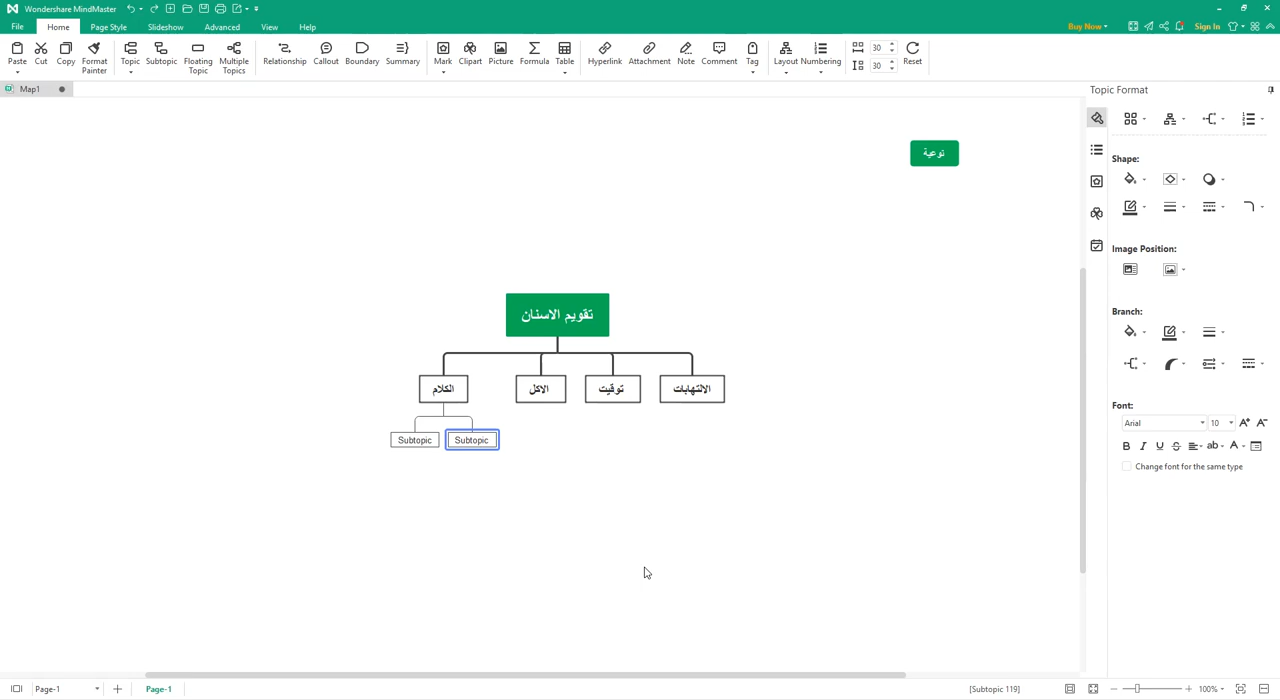 Wondershare MindMaster
File Home Page Style Slideshow Advanced View Help
Buy Now Sign In
Paste Cut Copy Format Painter Topic Subtopic Floating Topic Multiple Topics Relationship Callout Boundary Summary Mark Clipart Picture Formula Table Hyperlink Attachment Note Comment Tag Layout Numbering 30 30 Reset
Map1
Topic Format
نوعية
Shape:
Image Position:
Branch:
Font:
Arial 10
B I U S ab A
Change font for the same type
تقويم الاسنان
الكلام الاكل توقيت الالتهابات
Subtopic Subtopic
Page-1 Page-1 [Subtopic 119] 100%